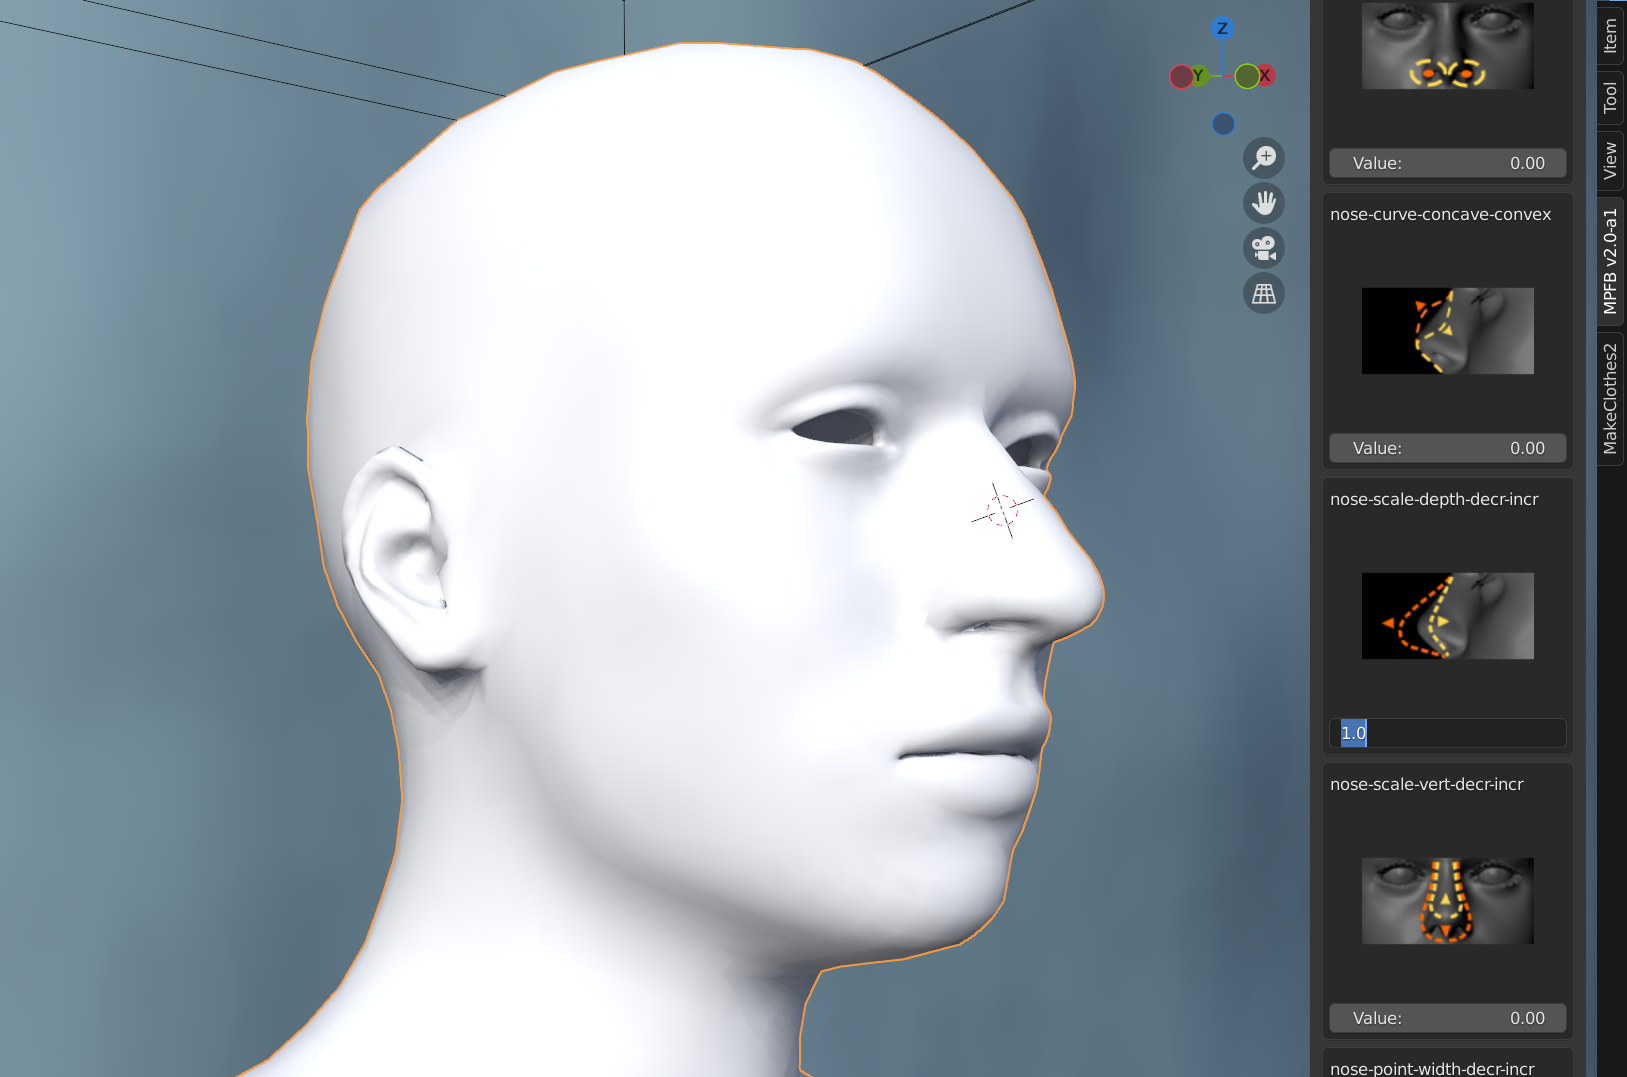 Z
Y
X
Value: 0.00
nose-curve-concave-convex
Value: 0.00
nose-scale-depth-decr-incr
1.0
nose-scale-vert-decr-incr
Value: 0.00
nose-point-width-decr-incr
Item
Tool
View
MPFB v2.0-a1
MakeClothes2